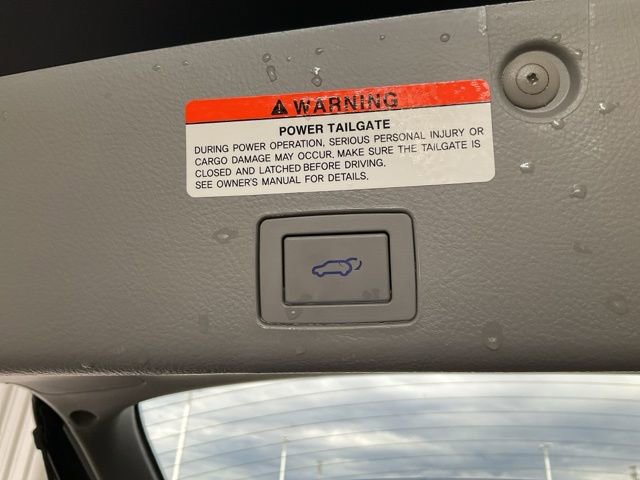 WARNING
POWER TAILGATE
DURING POWER OPERATION, SERIOUS PERSONAL INJURY OR
CARGO DAMAGE MAY OCCUR. MAKE SURE THE TAILGATE IS
CLOSED AND LATCHED BEFORE DRIVING.
SEE OWNER'S MANUAL FOR DETAILS.